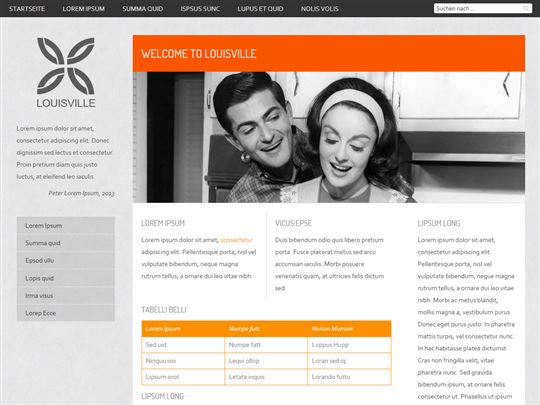 STARTSEITE LOREM IPSUM SUMMA QUID ISPSUS SUNC LUPUS ET QUID NOLIS VOLIS Suchen nach ...
LOUISVILLE
Lorem ipsum dolor sit amet,
consectetur adipiscing elit. Donec
dignissim sed lectus et consectetur.
Proin pretium diam quis justo
luctus, at eleifend leo iaculis.
Peter Lorem Ipsum, 2013
Lorem Ipsum
Summa quid
Epsod ullu
Lopis quid
Irma visus
Lorep Ecce
WELCOME TO LOUISVILLE
LOREM IPSUM
Lorem ipsum dolor sit amet, consectetur
adipiscing elit. Pellentesque porta, nisl vel
vulputate bibendum, neque magna
rutrum tellus, a ornare dui leo vitae nibh.
VICUS EPSE
Duis bibendum odio quis libero pretium
porta. Fusce placerat metus sed arcu
accumsan iaculis. Morbi posuere
venenatis quam, at ultricies felis dictum
sed.
TABELLI BELLI
Lorem Ipsum Numpe fatt Nunun Mumum
Sed uid Numpe fatt Luppus Hupp
Ninquu issi Lequi ollop Loran sed iq
Lipsum orot Letata inquis Lorando futtu
LIPSUM LONG
LIPSUM LONG
Lorem ipsum dolor sit amet,
consectetur adipiscing elit.
Pellentesque porta, nisl vel
vulputate bibendum, neque
magna rutrum tellus, a
ornare dui leo vitae nibh.
Morbi ac metus blandit,
mollis magna a, vestibulum
purus. Donec eget purus
justo. In pharetra mattis
turpis, vel consectetur nunc.
In hac habitasse platea dictumst.
Cras non fringilla velit, vitae
pharetra nunc. Sed gravida
bibendum ipsum, at ornare felis
consectetur ut. Phasellus ut ipsum